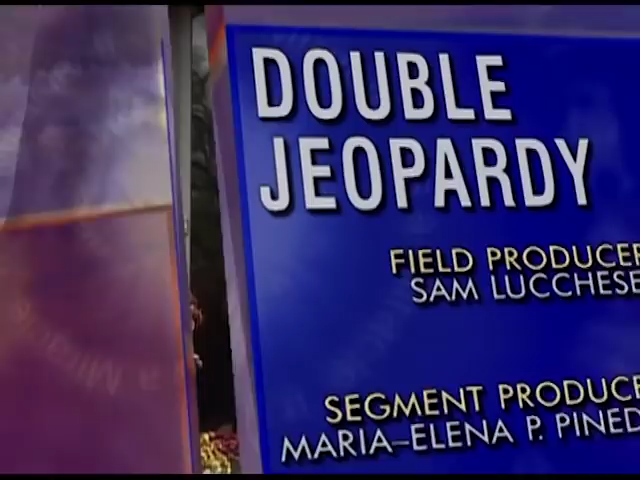 DOUBLE
JEOPARDY
FIELD PRODUCER
SAM LUCCHESE
SEGMENT PRODUCE
MARIA-ELENA P. PINED